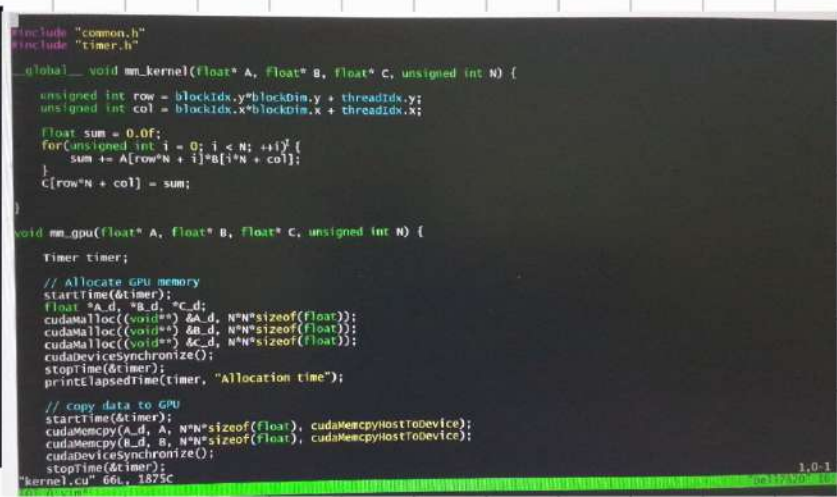 #include "common.h"
#include "timer.h"
__global__ void mm_kernel(float* A, float* B, float* C, unsigned int N) {
unsigned int row = blockIdx.y*blockDim.y + threadIdx.y;
unsigned int col = blockIdx.x*blockDim.x + threadIdx.x;
float sum = 0.0f;
for(unsigned int i = 0; i < N; ++i) {
sum += A[row*N + i]*B[i*N + col];
}
C[row*N + col] = sum;
}
void mm_gpu(float* A, float* B, float* C, unsigned int N) {
Timer timer;
// Allocate GPU memory
startTime(&timer);
float *A_d, *B_d, *C_d;
cudaMalloc((void**) &A_d, N*N*sizeof(float));
cudaMalloc((void**) &B_d, N*N*sizeof(float));
cudaMalloc((void**) &C_d, N*N*sizeof(float));
cudaDeviceSynchronize();
stopTime(&timer);
printElapsedTime(timer, "Allocation time");
// Copy data to GPU
startTime(&timer);
cudaMemcpy(A_d, A, N*N*sizeof(float), cudaMemcpyHostToDevice);
cudaMemcpy(B_d, B, N*N*sizeof(float), cudaMemcpyHostToDevice);
cudaDeviceSynchronize();
stopTime(&timer);
"kernel.cu" 66L, 1875C 1,0-1